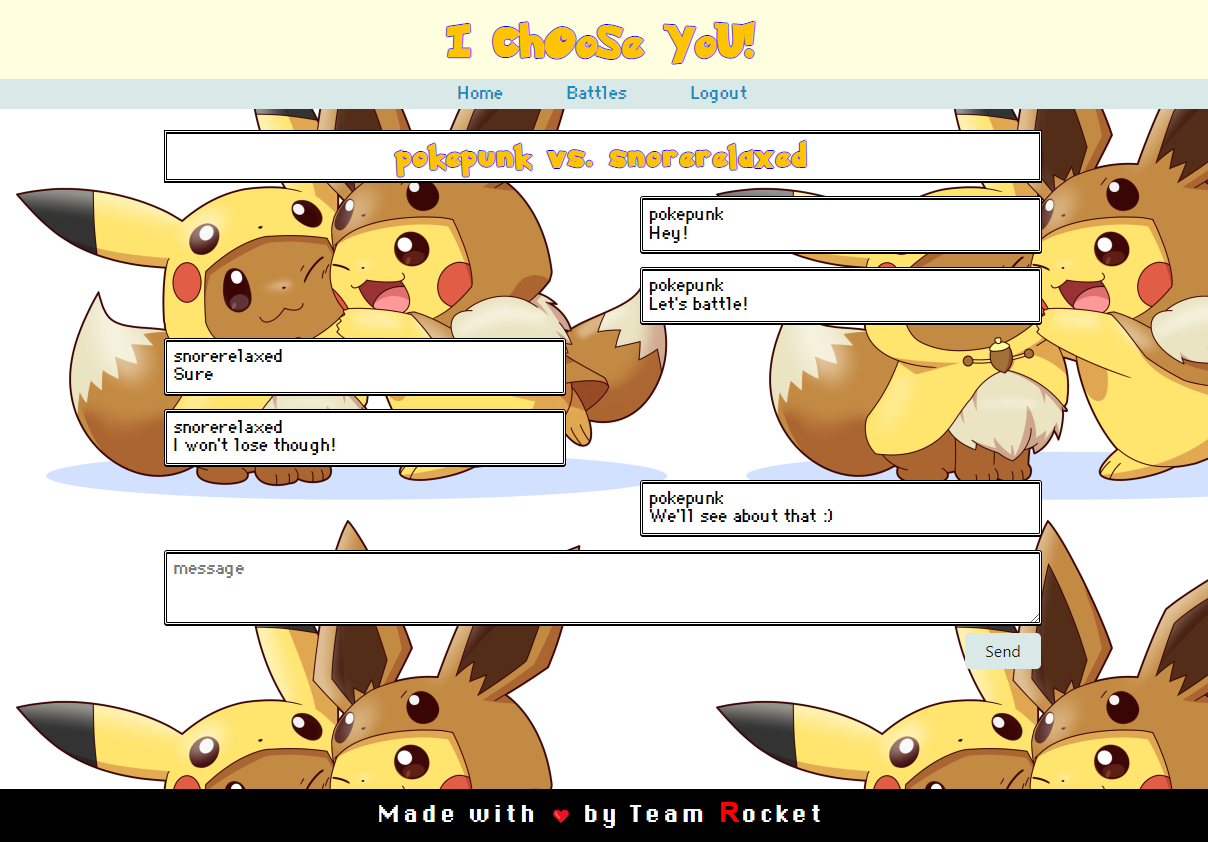 I ChOoSe YoU!
Home Battles Logout
pokepunk vs. snorerelaxed
pokepunk
Hey!
pokepunk
Let's battle!
snorerelaxed
Sure
snorerelaxed
I won't lose though!
pokepunk
We'll see about that :)
message
Send
Made with ❤ by Team Rocket